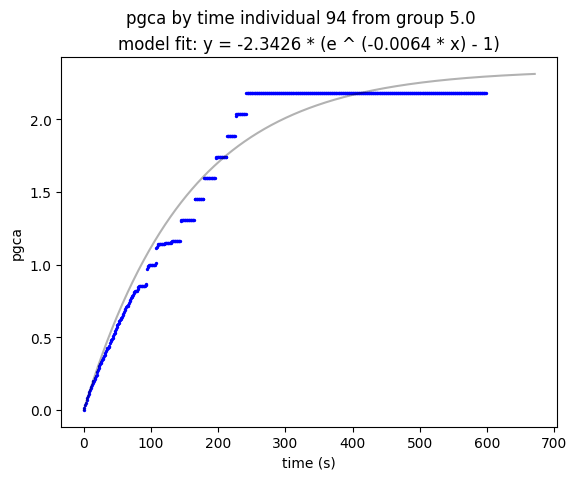 pgca by time individual 94 from group 5.0
model fit: y = -2.3426 * (e ^ (-0.0064 * x) - 1)
2.0
1.5
1.0
0.5
0.0
pgca
0 100 200 300 400 500 600 700
time (s)